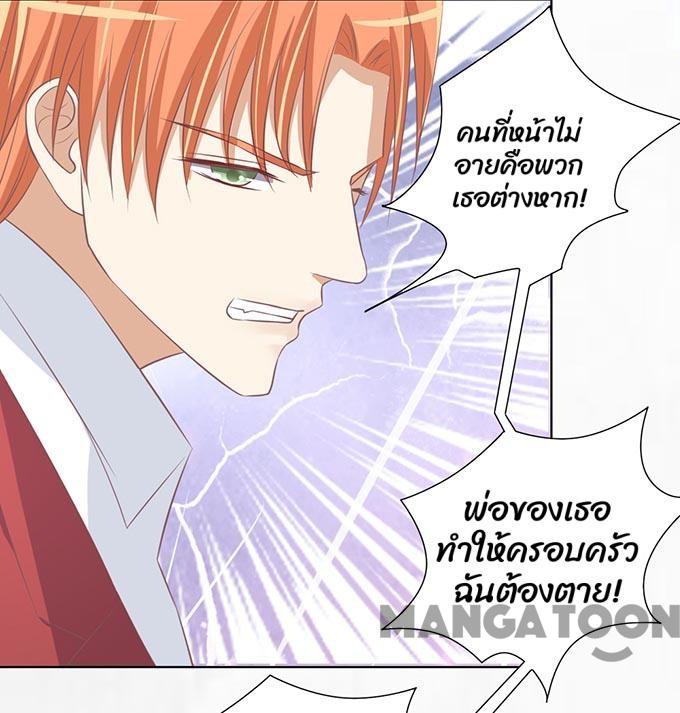 คนที่หน้าไม่
อายคือพวก
เธอต่างหาก!
พ่อของเธอ
ทำให้ครอบครัว
ฉันต้องตาย!
MANGATOON